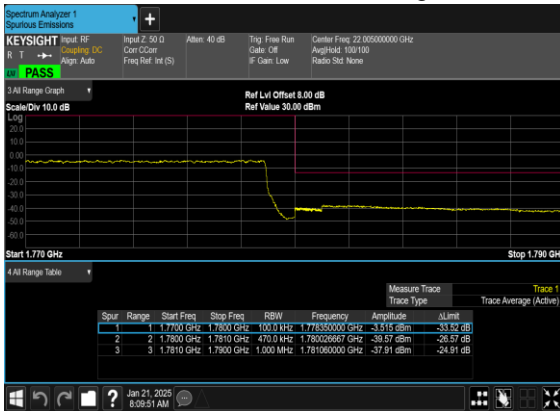 Spectrum Analyzer 1
Spurious Emissions
+
KEYSIGHT Input: RF Input Z: 50 Ω Atten: 40 dB Trig: Free Run Center Freq: 22.005000000 GHz
R T Coupling: DC Corr CCorr Gate: Off Avg|Hold: 100/100
Align: Auto Freq Ref: Int (S) IF Gain: Low Radio Std: None
PASS
3 All Range Graph
Ref Lvl Offset 8.00 dB
Scale/Div 10.0 dB Ref Value 30.00 dBm
Log
20.0
10.0
0.00
-10.0
-20.0
-30.0
-40.0
-50.0
-60.0
Start 1.770 GHz Stop 1.790 GH
4 All Range Table
Measure Trace Trace 1
Trace Type Trace Average (Active)
Spur Range Start Freq Stop Freq RBW Frequency Amplitude ΔLimit
1 1 1.7700 GHz 1.7800 GHz 100.0 kHz 1.778350000 GHz -3.515 dBm -33.52 dB
2 2 1.7800 GHz 1.7810 GHz 470.0 kHz 1.780026667 GHz -39.57 dBm -26.57 dB
3 3 1.7810 GHz 1.7900 GHz 1.000 MHz 1.781060000 GHz -37.91 dBm -24.91 dB
? Jan 21, 2025
8:09:51 AM